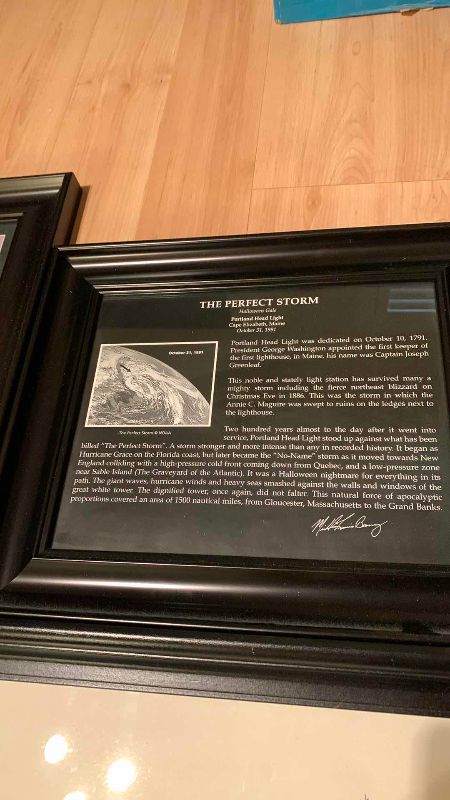 THE PERFECT STORM
Halloween Gale
Portland Head Light
Cape Elizabeth, Maine
October 31, 1991
October 31, 1991
The Perfect Storm © NOAA
Portland Head Light was dedicated on October 10, 1791.
President George Washington appointed the first keeper of
the first lighthouse, in Maine, his name was Captain Joseph
Greenleaf.
This noble and stately light station has survived many a
mighty storm including the fierce northeast blizzard on
Christmas Eve in 1886. This was the storm in which the
Annie C. Maguire was swept to ruins on the ledges next to
the lighthouse.
Two hundred years almost to the day after it went into
service, Portland Head Light stood up against what has been
billed "The Perfect Storm". A storm stronger and more intense than any in recorded history. It began as
Hurricane Grace on the Florida coast, but later became the "No-Name" storm as it moved towards New
England colliding with a high-pressure cold front coming down from Quebec, and a low-pressure zone
near Sable Island (The Graveyard of the Atlantic). It was a Halloween nightmare for everything in its
path. The giant waves, hurricane winds and heavy seas smashed against the walls and windows of the
great white tower. The dignified tower, once again, did not falter. This natural force of apocalyptic
proportions covered an area of 1500 nautical miles, from Gloucester, Massachusetts to the Grand Banks.